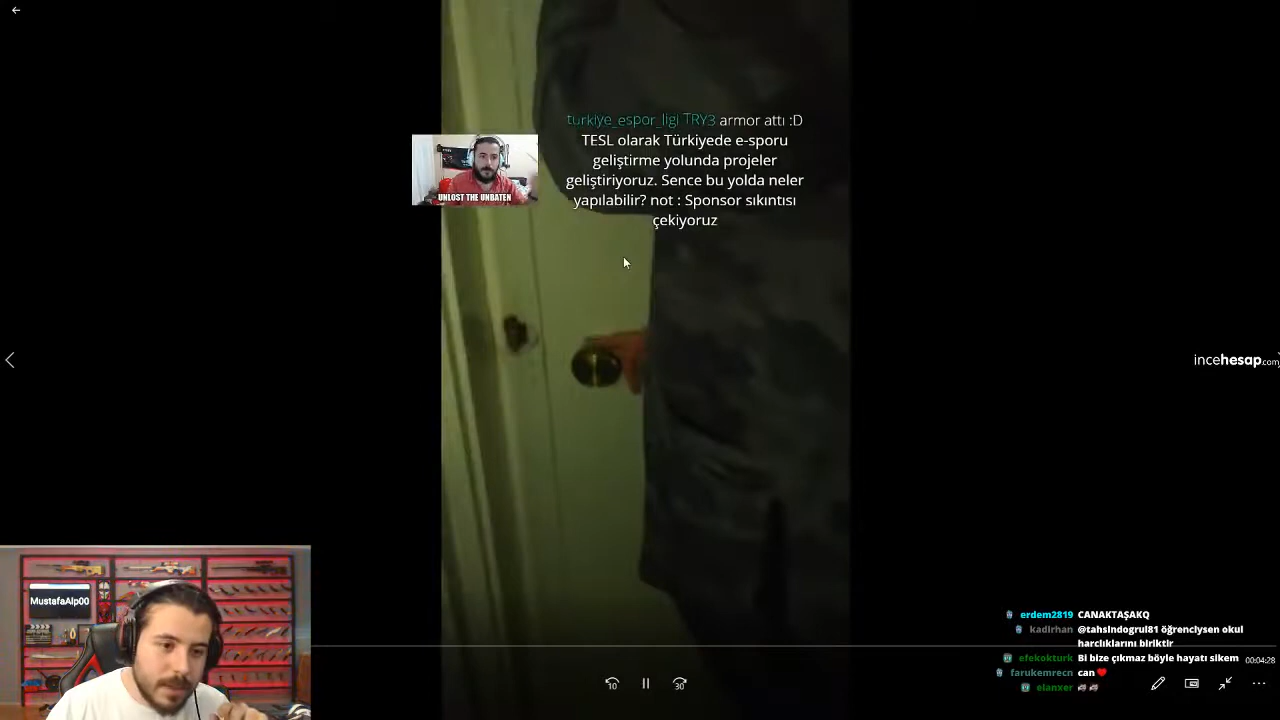 turkiye_espor_ligi TRY3 armor attı :D
TESL olarak Türkiyede e-sporu
geliştirme yolunda projeler
geliştiriyoruz. Sence bu yolda neler
yapılabilir? not : Sponsor sıkıntısı
çekiyoruz
UNLOST THE UNBATEN
incehesap.com
MustafaAlp00
erdem2819 CANAKTAŞAKQ
kadirhan @tahsindogrul81 öğrenciysen okul
harclıklarını biriktir
efekokturk Bi bize çıkmaz böyle hayatı sikem
farukemrecn can
elanxer
00:04:28
10
30